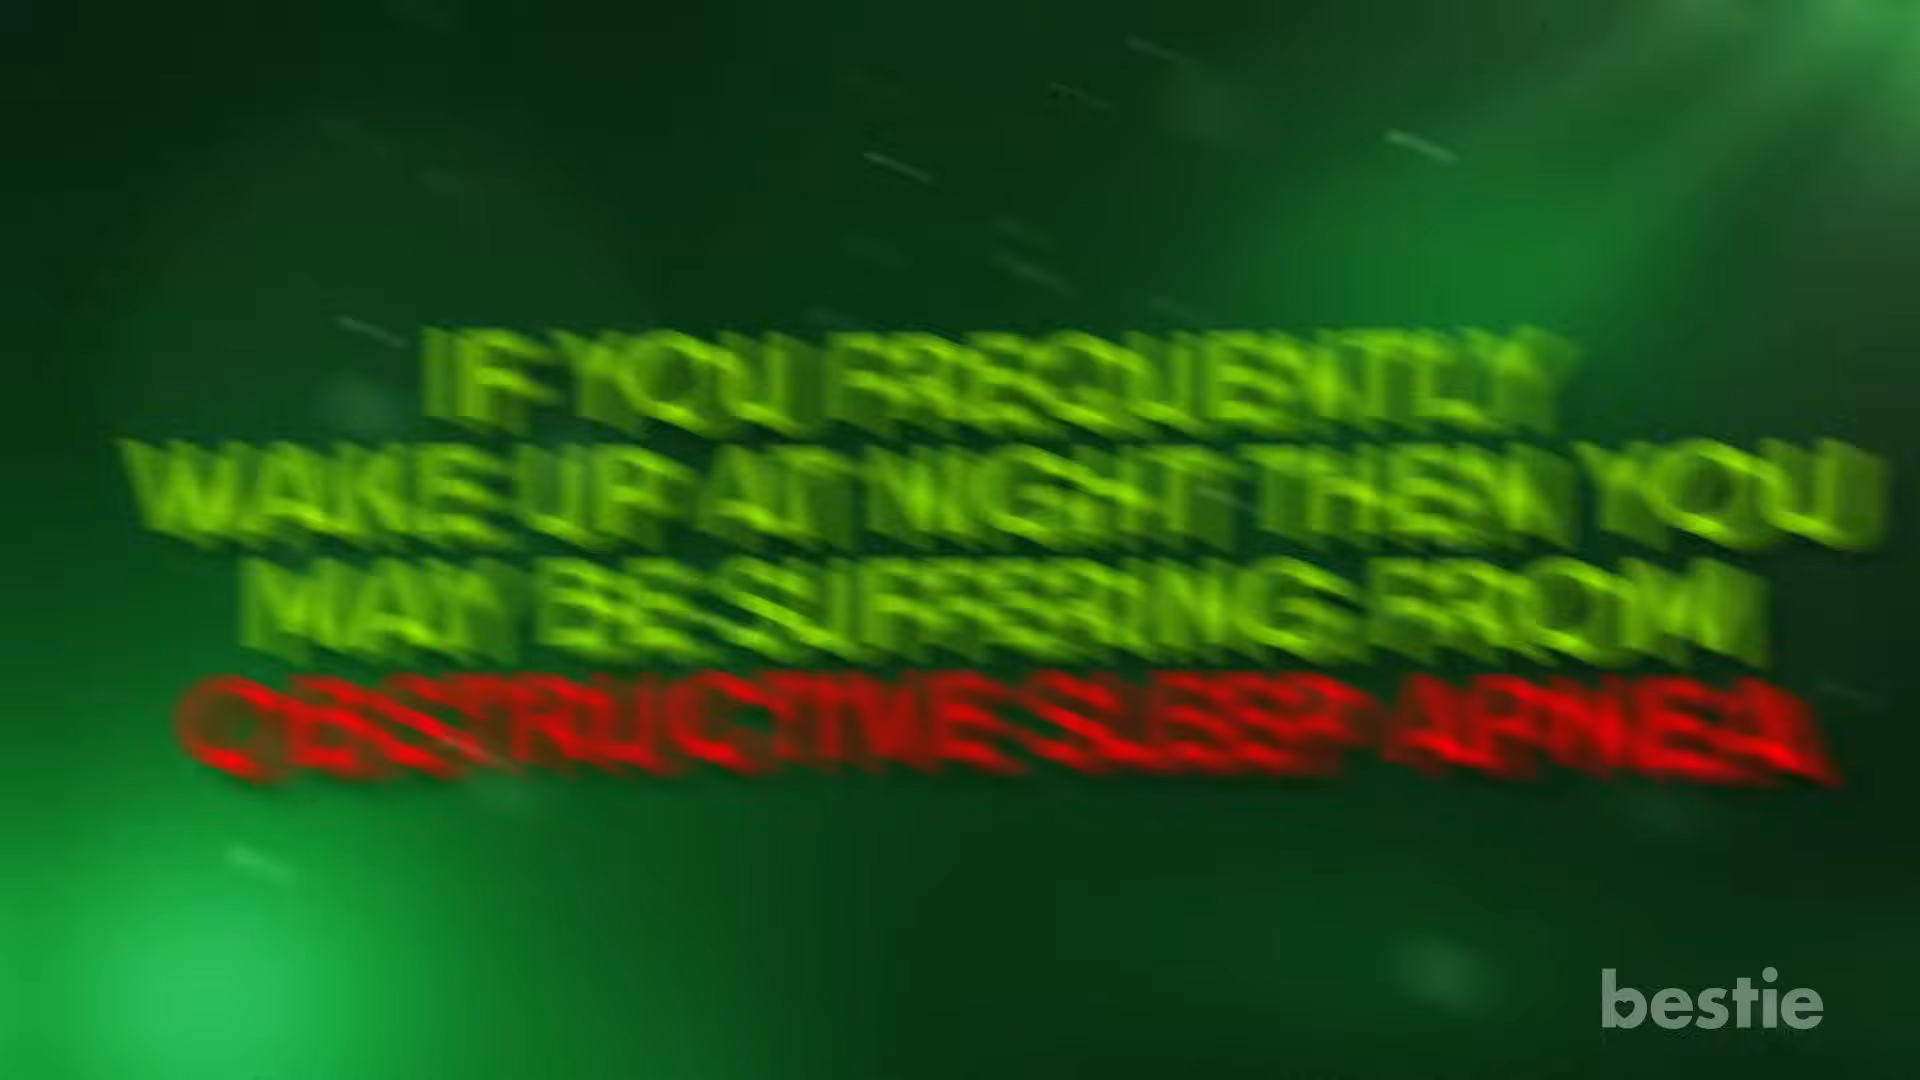 IF YOU FREQUENTLY
WAKE UP AT NIGHT THEN YOU
MAY BE SUFFERING FROM
OBSTRUCTIVE SLEEP APNEA
bestie